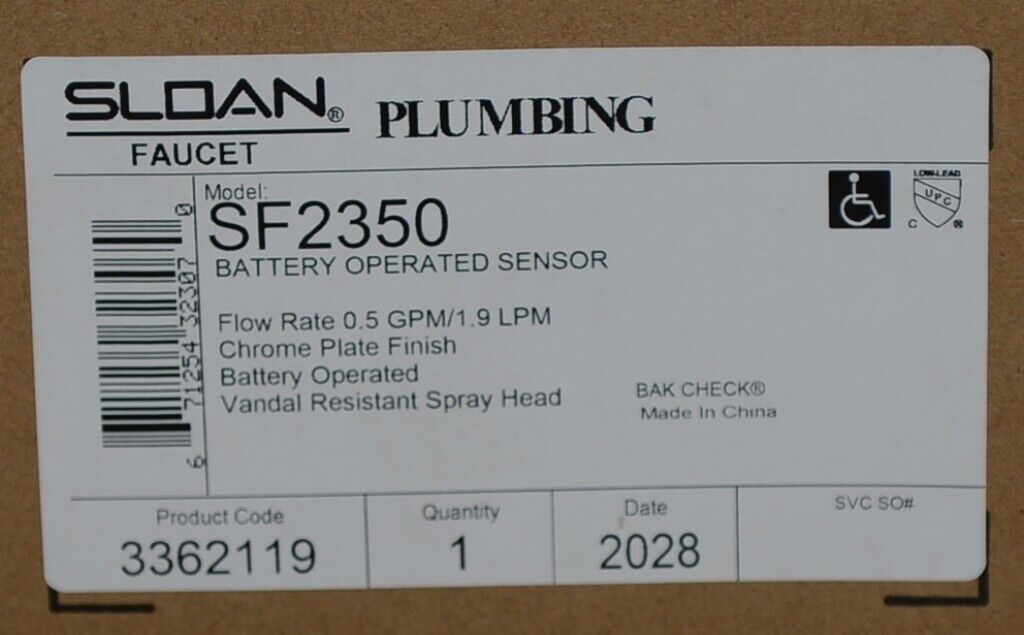 SLOAN® PLUMBING
FAUCET
Model:
SF2350
BATTERY OPERATED SENSOR
Flow Rate 0.5 GPM/1.9 LPM
Chrome Plate Finish
Battery Operated
Vandal Resistant Spray Head
BAK CHECK®
Made In China
LOW-LEAD
UPC
C ®
6 71254 32307 0
Product Code
3362119
Quantity
1
Date
2028
SVC SO#